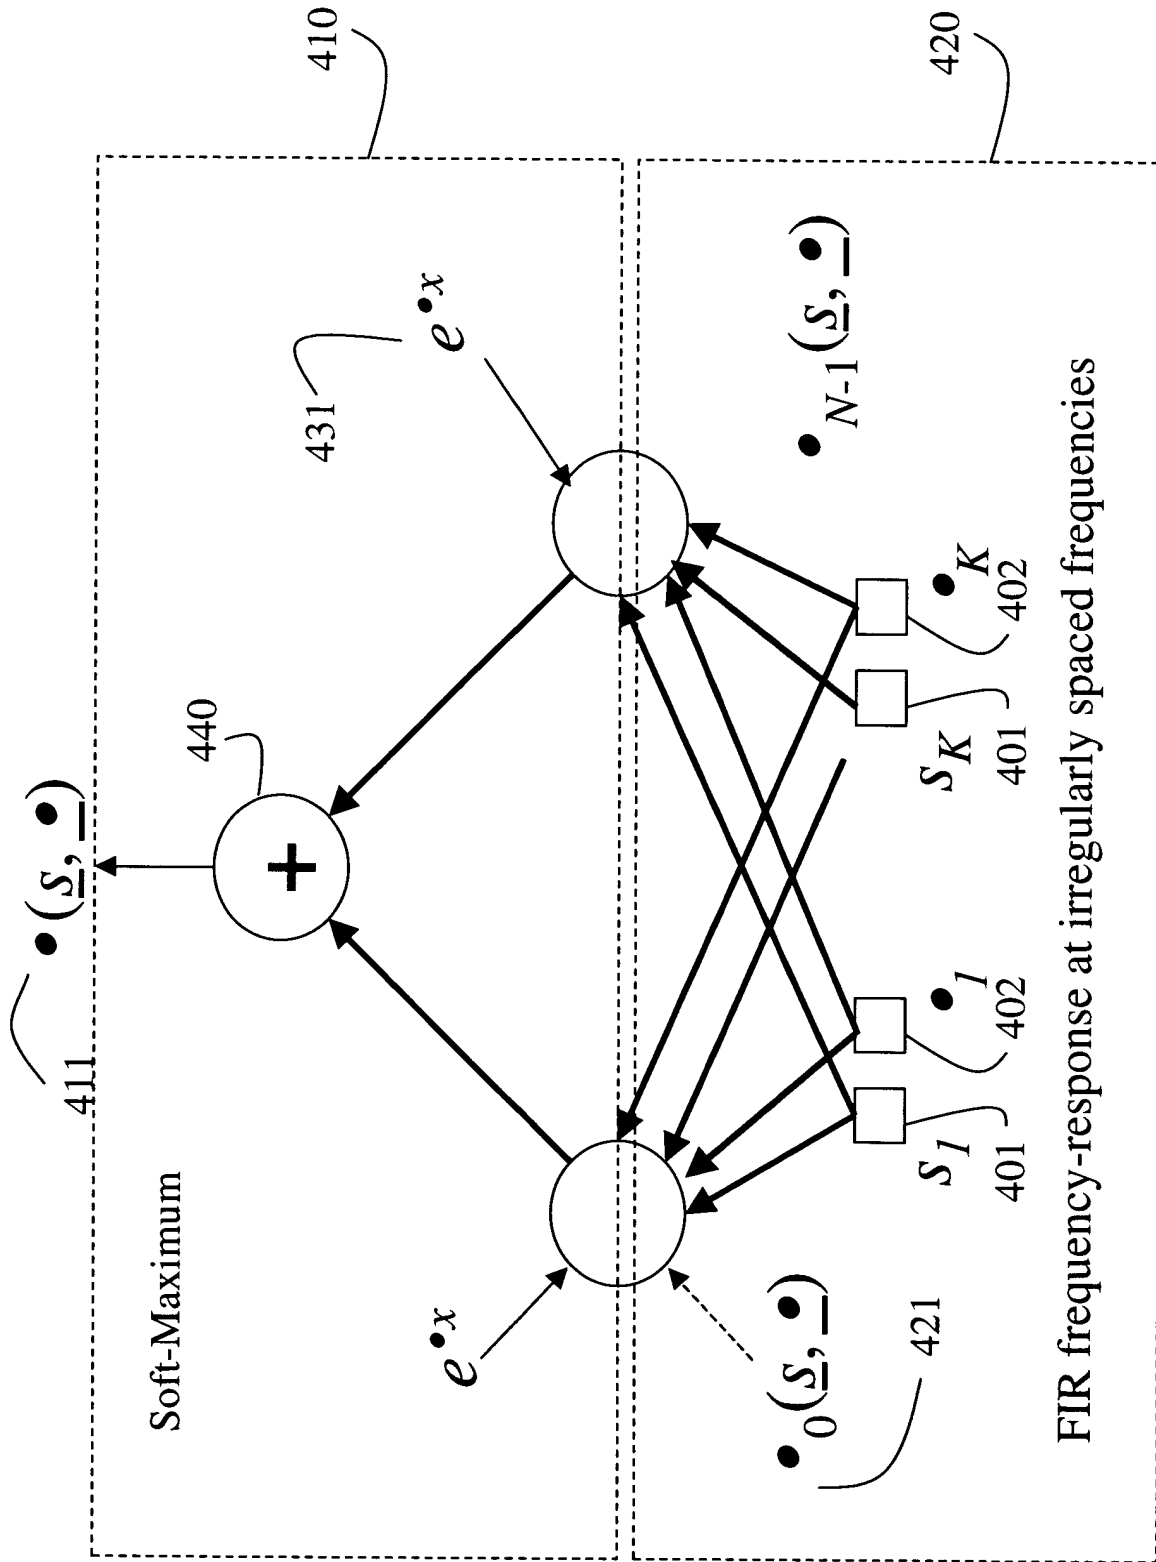 410
420
411
•(s, •)
440
Soft-Maximum
+
431
e•x
e•x
•0(s, •)
421
•N-1(s, •)
S1
401
•1
402
SK
401
•K
402
FIR frequency-response at irregularly spaced frequencies